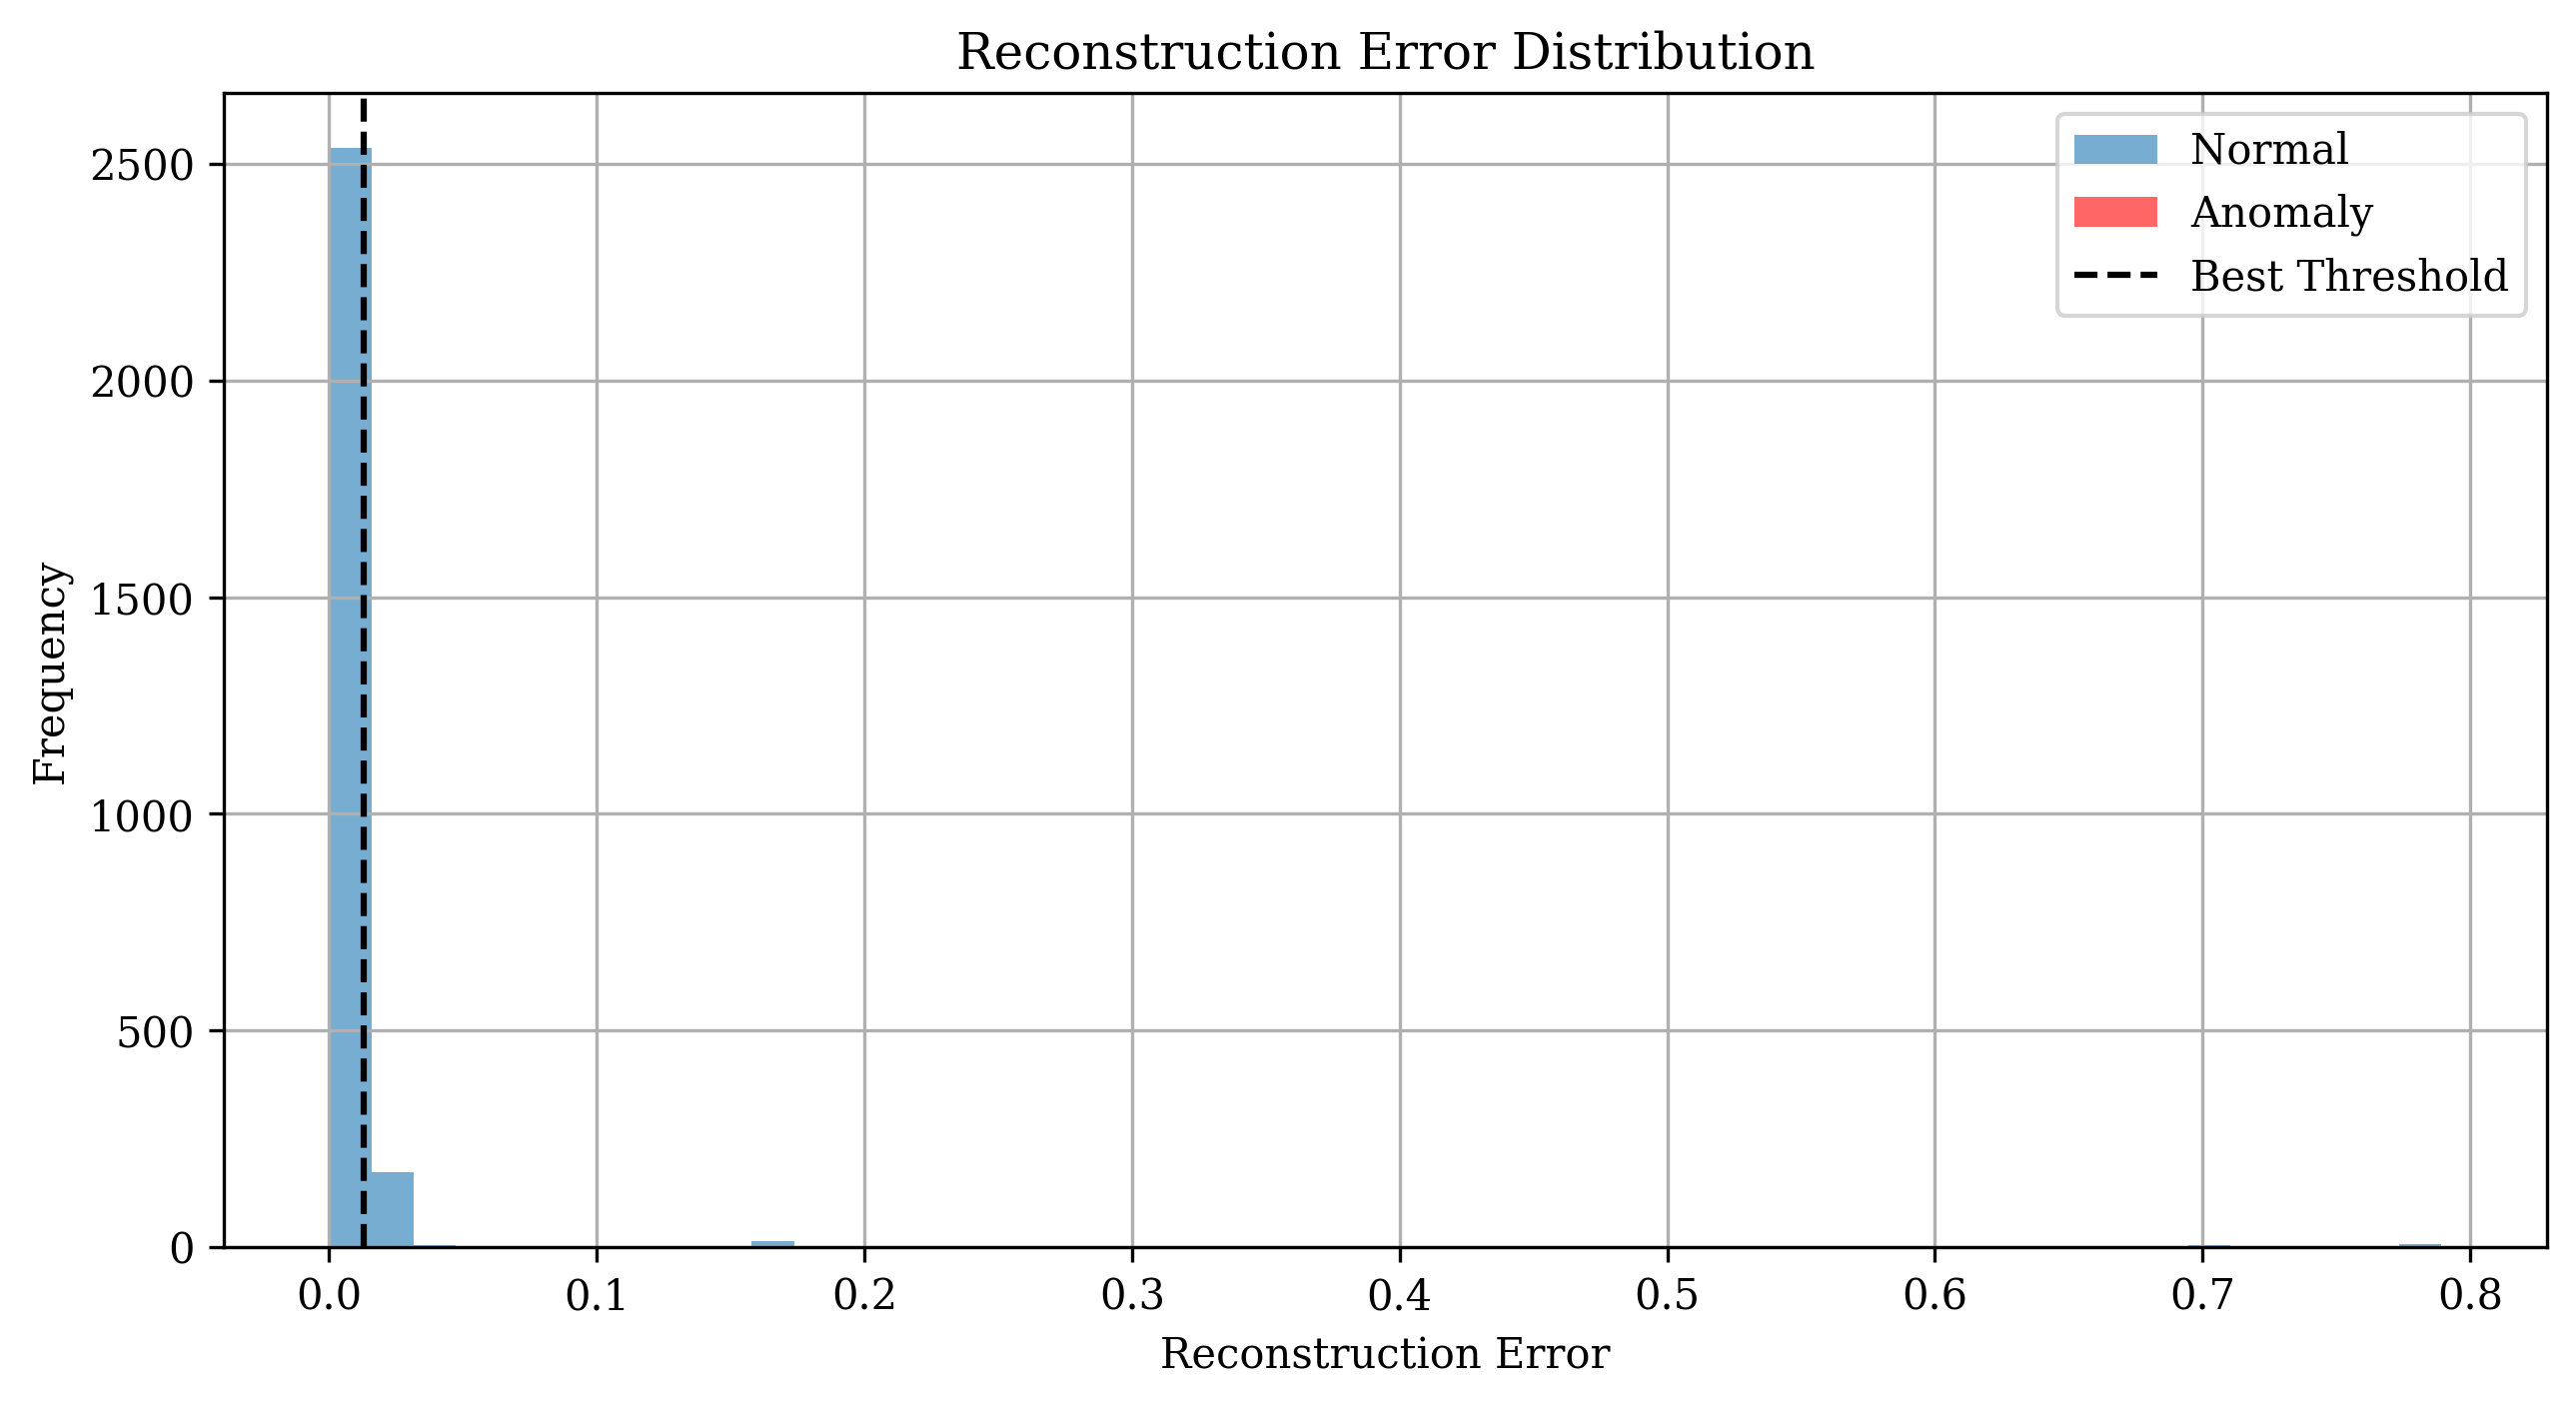 Reconstruction Error Distribution
Normal
Anomaly
Best Threshold
2500
2000
1500
1000
500
0
Frequency
0.0 0.1 0.2 0.3 0.4 0.5 0.6 0.7 0.8
Reconstruction Error